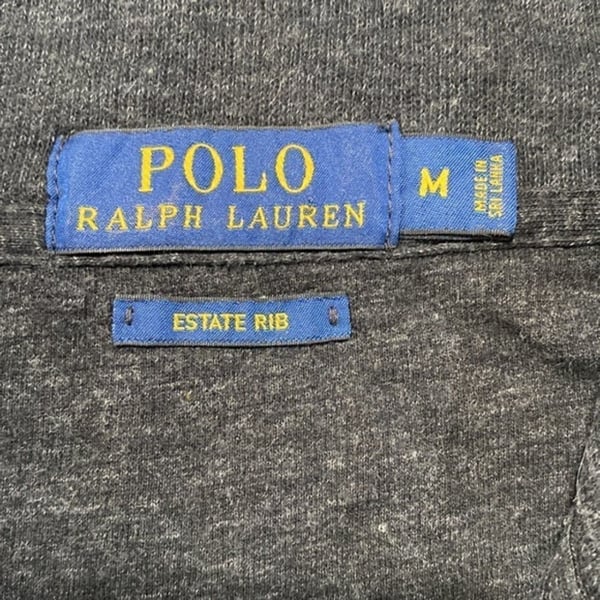 POLO
RALPH LAUREN
M
MADE IN
SRI LANKA
ESTATE RIB